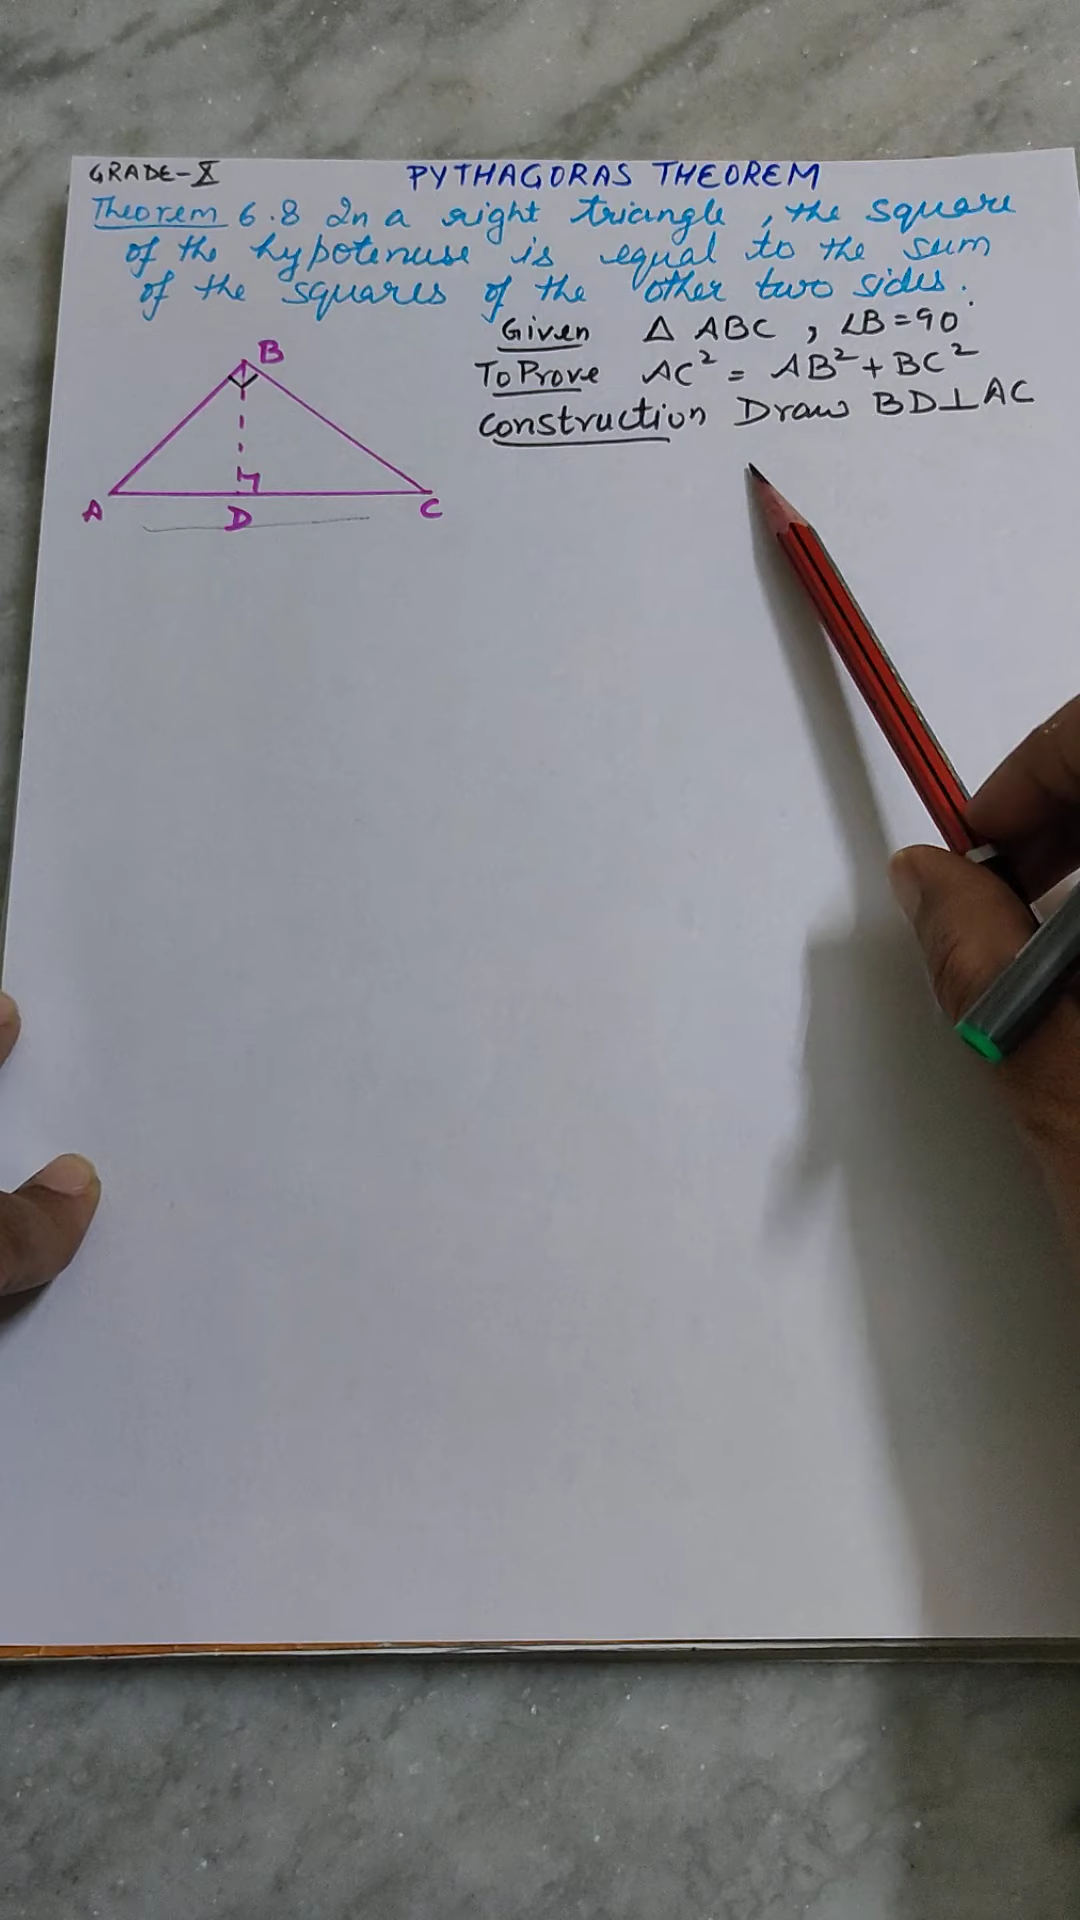 GRADE-X PYTHAGORAS THEOREM
Theorem 6.8 In a right triangle, the square
of the hypotenuse is equal to the sum
of the squares of the other two sides.
Given △ ABC, ∠B=90°
To Prove AC² = AB² + BC²
Construction Draw BD⊥AC
B
A
D
C